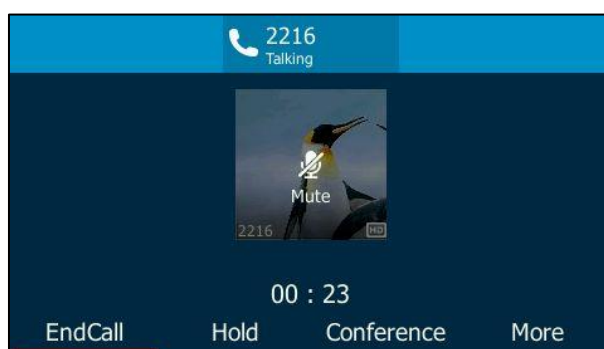 2216
Talking
Mute
2216 HD
00 : 23
EndCall Hold Conference More